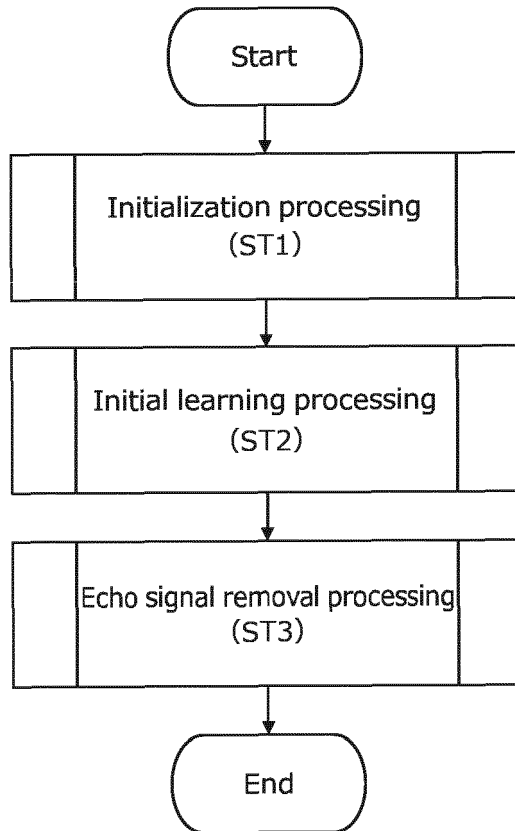 Start
Initialization processing
(ST1)
Initial learning processing
(ST2)
Echo signal removal processing
(ST3)
End